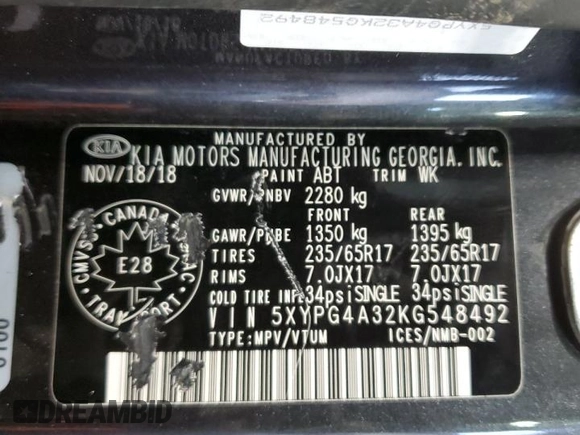 5XYPG4A32KG548492
MANUFACTURED BY
KIA KIA MOTORS MANUFACTURING GEORGIA, INC.
NOV/18/18 PAINT ABT TRIM WK
GVWR/PNBV 2280 kg
FRONT REAR
GAWR/PNBE 1350 kg 1395 kg
TIRES 235/65R17 235/65R17
RIMS 7.0JX17 7.0JX17
COLD TIRE INF 34psiSINGLE 34psiSINGLE
VIN 5XYPG4A32KG548492
TYPE:MPV/VTUM ICES/NMB-002
CANADA
E28
TRANSPORT
DREAMBID